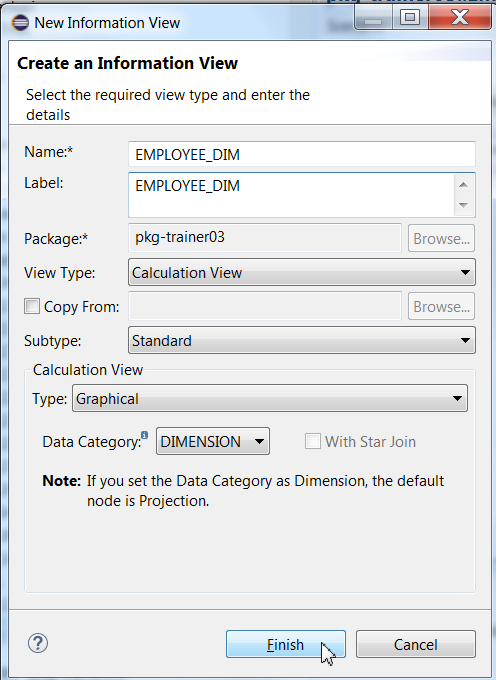 New Information View
Create an Information View
Select the required view type and enter the
details
Name:* EMPLOYEE_DIM
Label: EMPLOYEE_DIM
Package:* pkg-trainer03 Browse...
View Type: Calculation View
Copy From: Browse...
Subtype: Standard
Calculation View
Type: Graphical
Data Category: DIMENSION With Star Join
Note: If you set the Data Category as Dimension, the default
node is Projection.
Finish Cancel